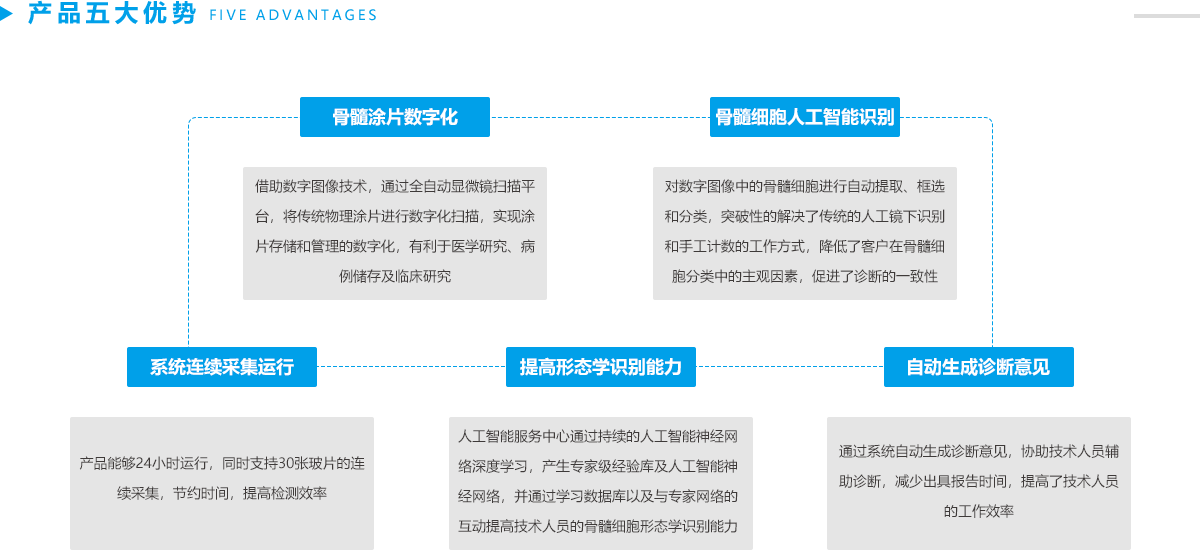 产品五大优势 FIVE ADVANTAGES
骨髓涂片数字化
借助数字图像技术，通过全自动显微镜扫描平
台，将传统物理涂片进行数字化扫描，实现涂
片存储和管理的数字化，有利于医学研究、病
例储存及临床研究
骨髓细胞人工智能识别
对数字图像中的骨髓细胞进行自动提取、框选
和分类，突破性的解决了传统的人工镜下识别
和手工计数的工作方式，降低了客户在骨髓细
胞分类中的主观因素，促进了诊断的一致性
系统连续采集运行
产品能够24小时运行，同时支持30张玻片的连
续采集，节约时间，提高检测效率
提高形态学识别能力
人工智能服务中心通过持续的人工智能神经网
络深度学习，产生专家级经验库及人工智能神
经网络，并通过学习数据库以及与专家网络的
互动提高技术人员的骨髓细胞形态学识别能力
自动生成诊断意见
通过系统自动生成诊断意见，协助技术人员辅
助诊断，减少出具报告时间，提高了技术人员
的工作效率